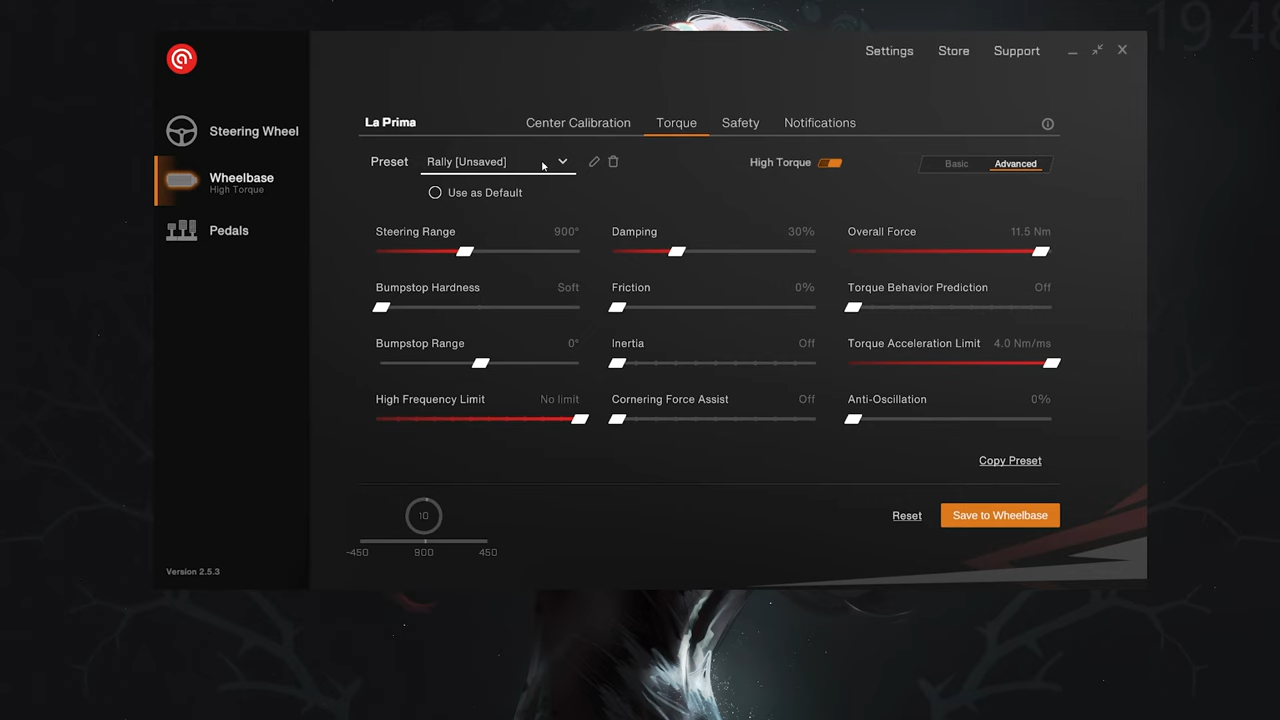 19 48
Settings Store Support
Steering Wheel
Wheelbase
High Torque
Pedals
La Prima Center Calibration Torque Safety Notifications
Preset Rally [Unsaved] High Torque Basic Advanced
Use as Default
Steering Range 900° Damping 30% Overall Force 11.5 Nm
Bumpstop Hardness Soft Friction 0% Torque Behavior Prediction Off
Bumpstop Range 0° Inertia Off Torque Acceleration Limit 4.0 Nm/ms
High Frequency Limit No limit Cornering Force Assist Off Anti-Oscillation 0%
Copy Preset
10
Reset Save to Wheelbase
-450 900 450
Version 2.5.3